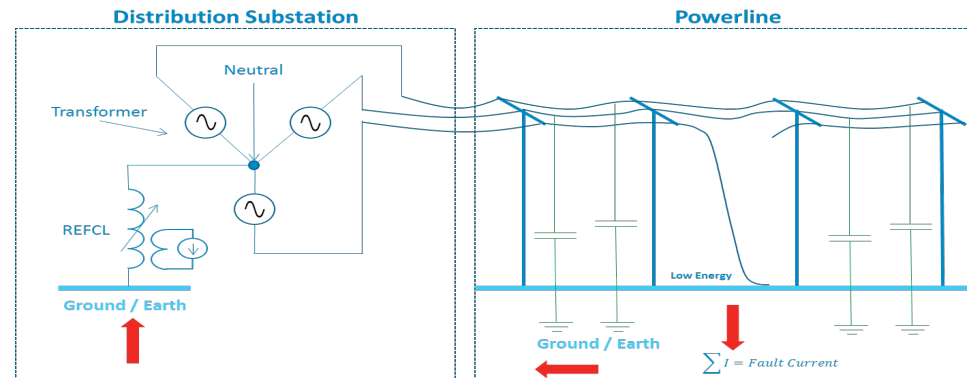 Distribution Substation
Powerline
Neutral
Transformer
REFCL
Ground / Earth
Low Energy
Ground / Earth
∑ I = Fault Current